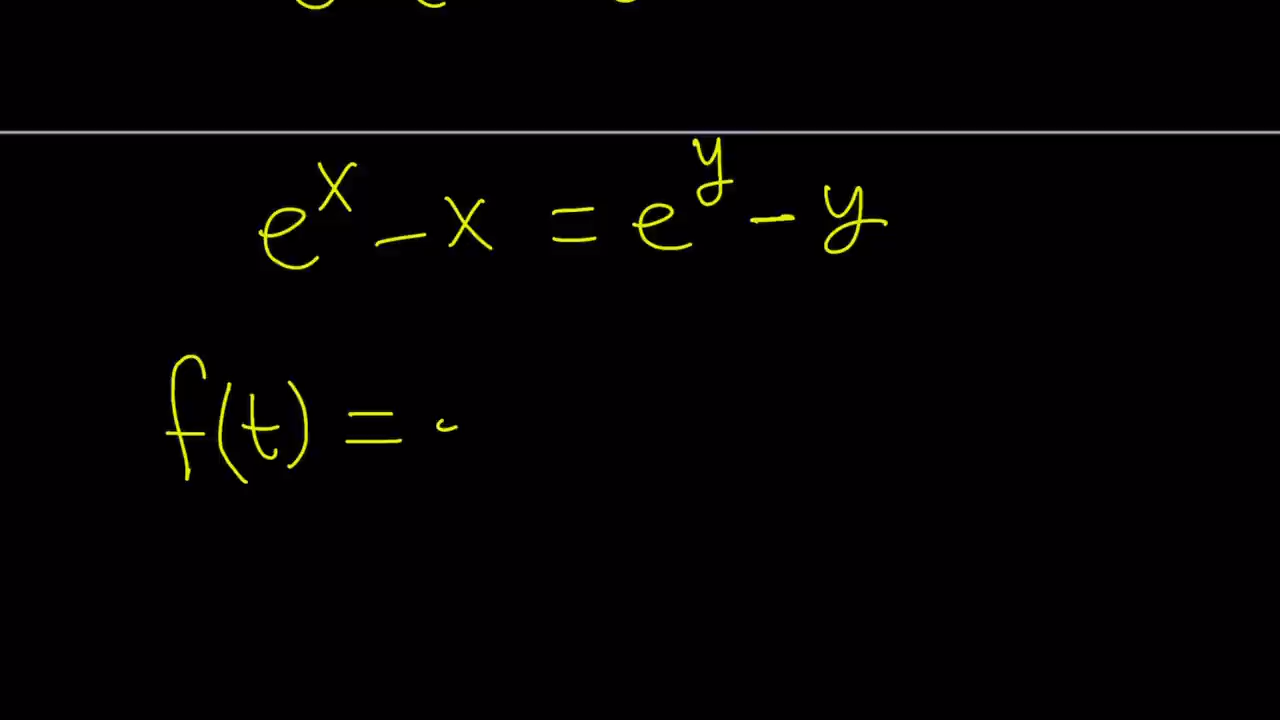 e^x - x = e^y - y
f(t) =